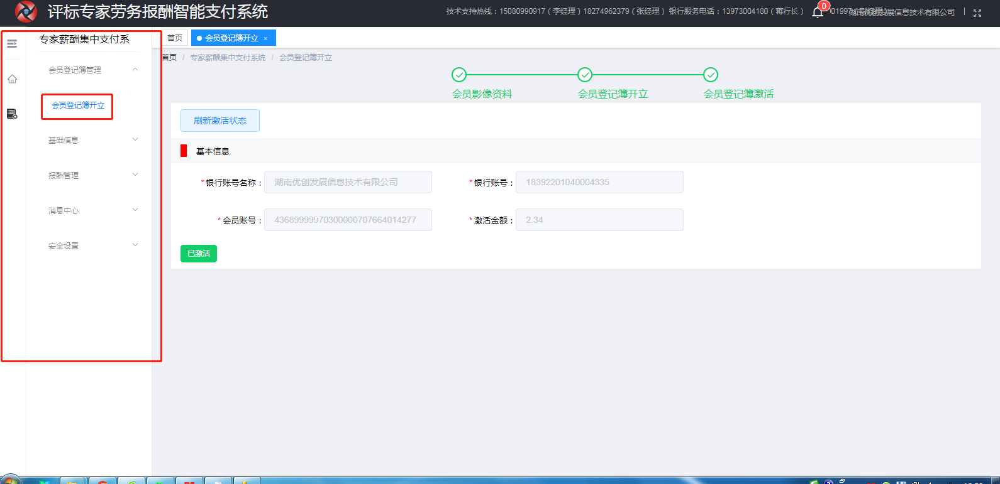 评标专家劳务报酬智能支付系统
技术支持热线：15080990917（李经理）18274962379（张经理） 银行服务电话：13973004180（蒋行长）
0
湖南优创发展信息技术有限公司
专家薪酬集中支付系
首页
会员登记簿开立 ×
首页 / 专家薪酬集中支付系统 / 会员登记簿开立
会员登记簿管理
会员登记簿开立
基础信息
报酬管理
消息中心
安全设置
会员影像资料
会员登记簿开立
会员登记簿激活
刷新激活状态
基本信息
*银行账号名称： 湖南优创发展信息技术有限公司
*银行账号： 18392201040004335
*会员账号： 43689999970300000707664014277
*激活金额： 2.34
已激活